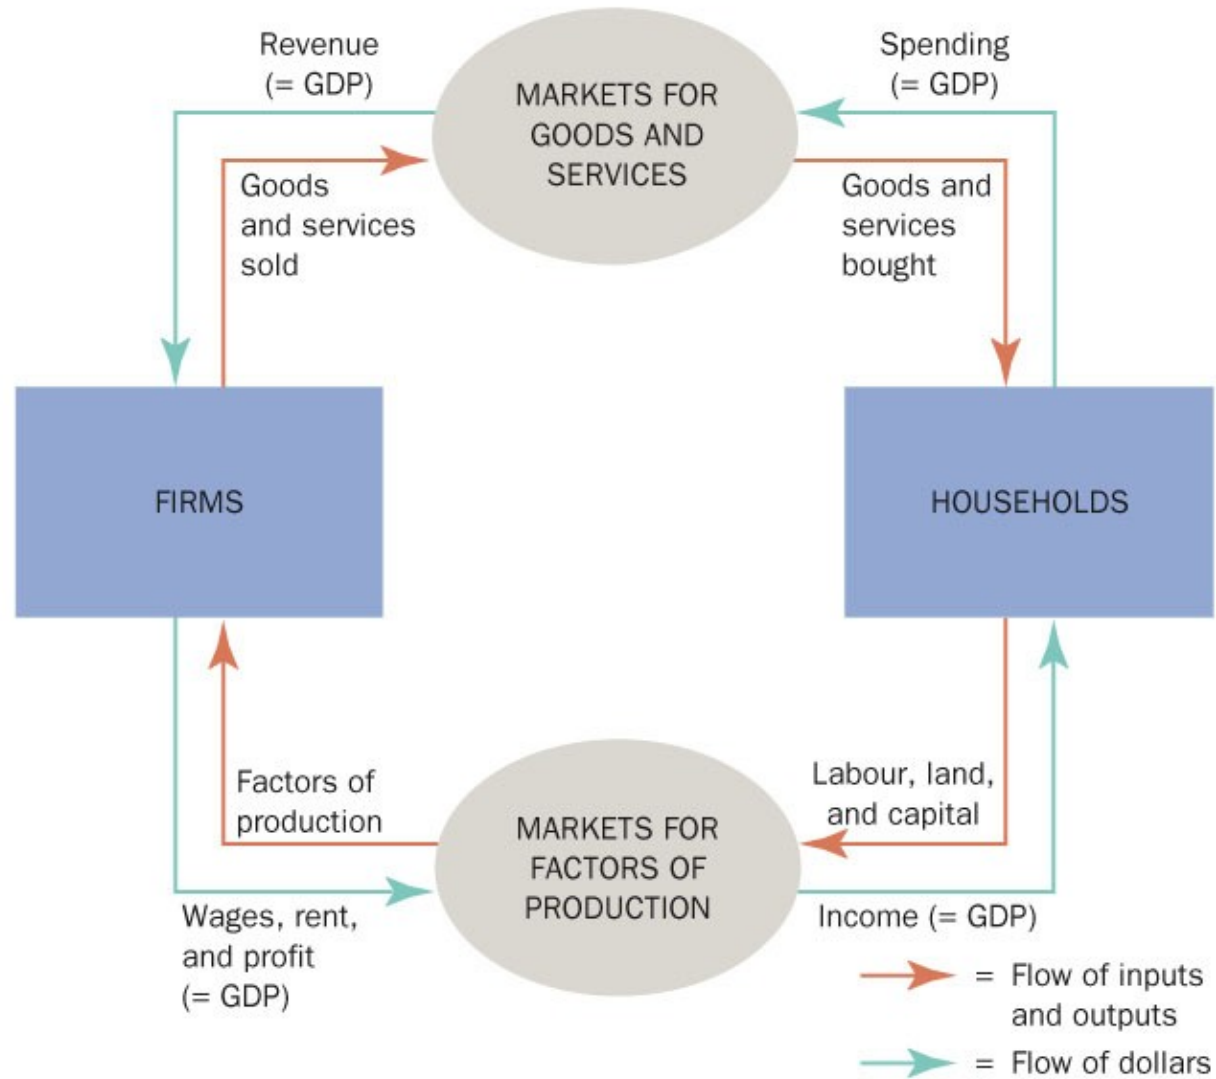 Revenue
(= GDP)
Spending
(= GDP)
MARKETS FOR
GOODS AND
SERVICES
Goods
and services
sold
Goods and
services
bought
FIRMS
HOUSEHOLDS
Factors of
production
Labour, land,
and capital
MARKETS FOR
FACTORS OF
PRODUCTION
Wages, rent,
and profit
(= GDP)
Income (= GDP)
= Flow of inputs
and outputs
= Flow of dollars